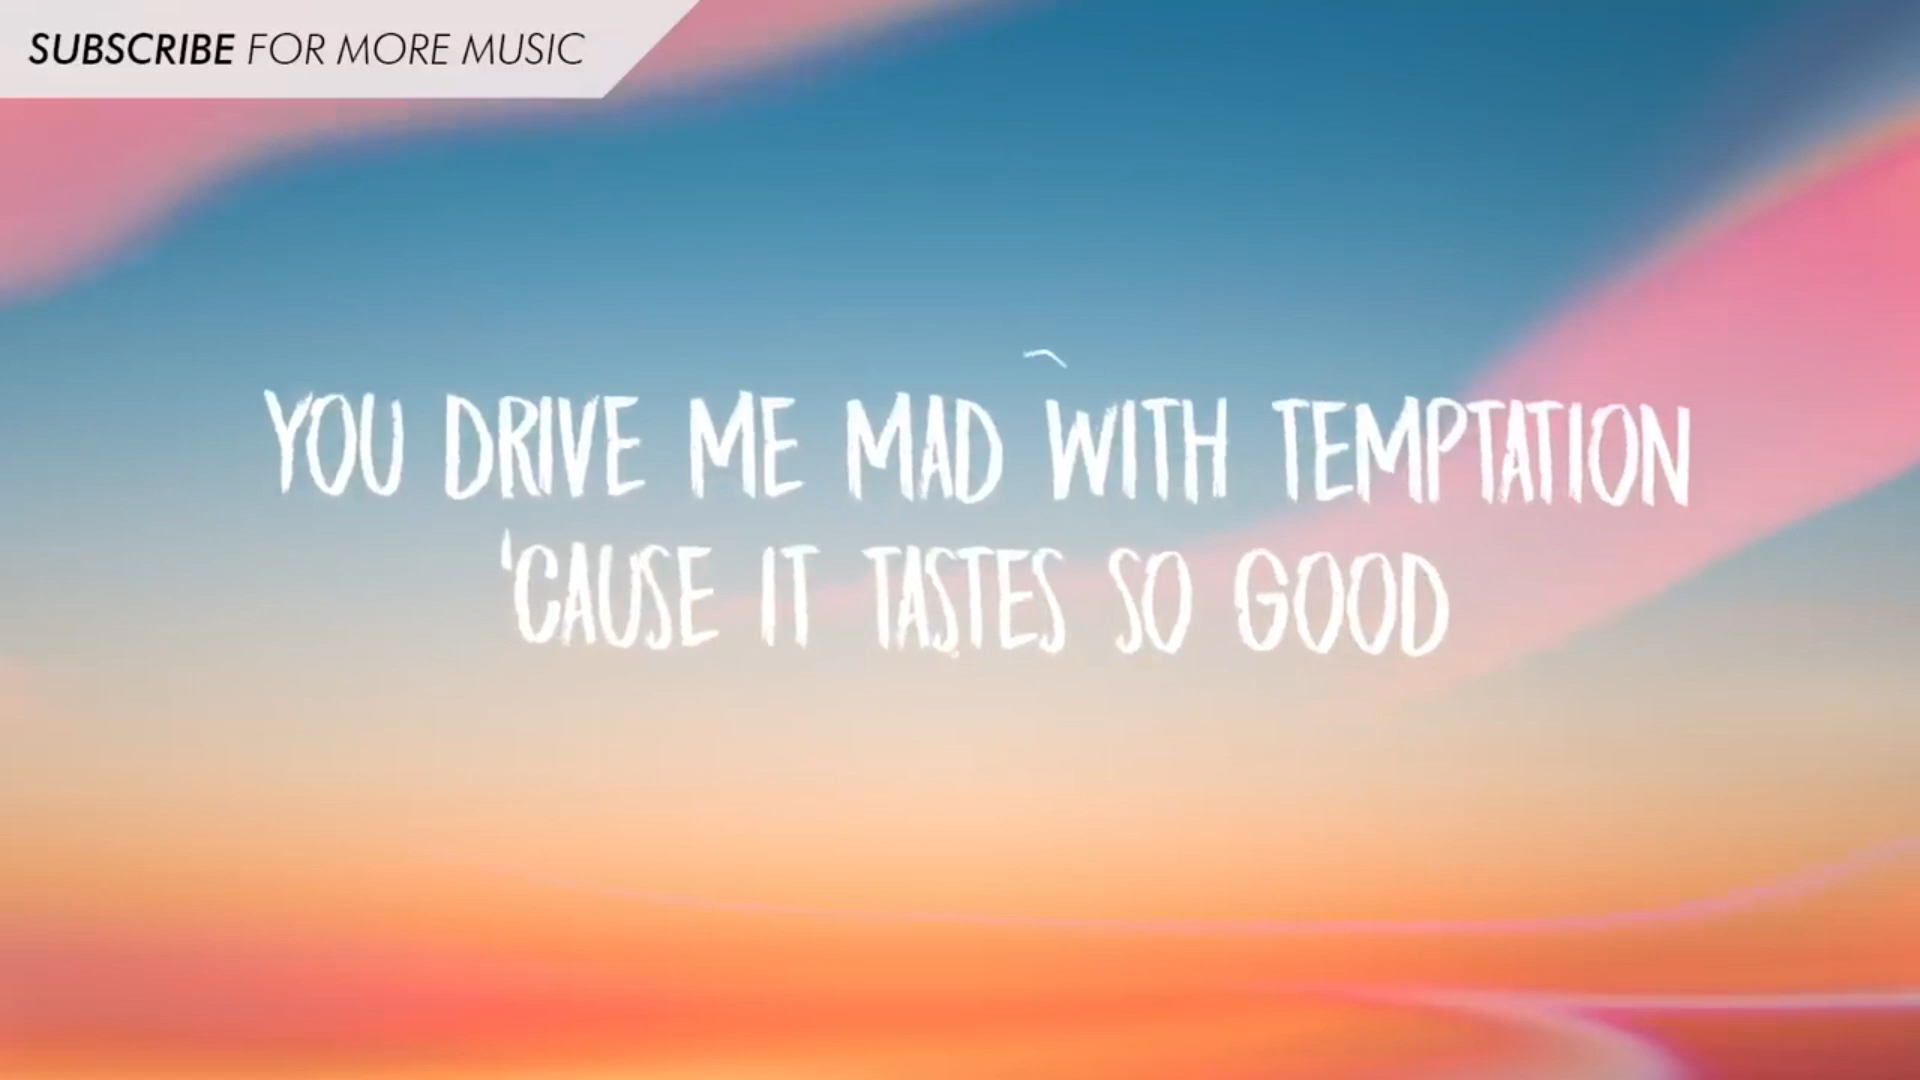 SUBSCRIBE FOR MORE MUSIC
YOU DRIVE ME MAD WITH TEMPTATION
'CAUSE IT TASTES SO GOOD